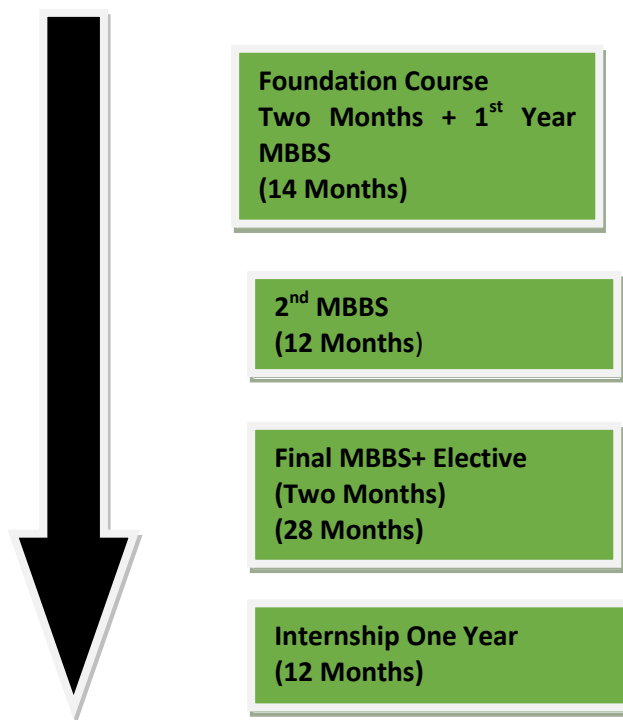 Foundation Course
Two Months + 1st Year
MBBS
(14 Months)
2nd MBBS
(12 Months)
Final MBBS+ Elective
(Two Months)
(28 Months)
Internship One Year
(12 Months)